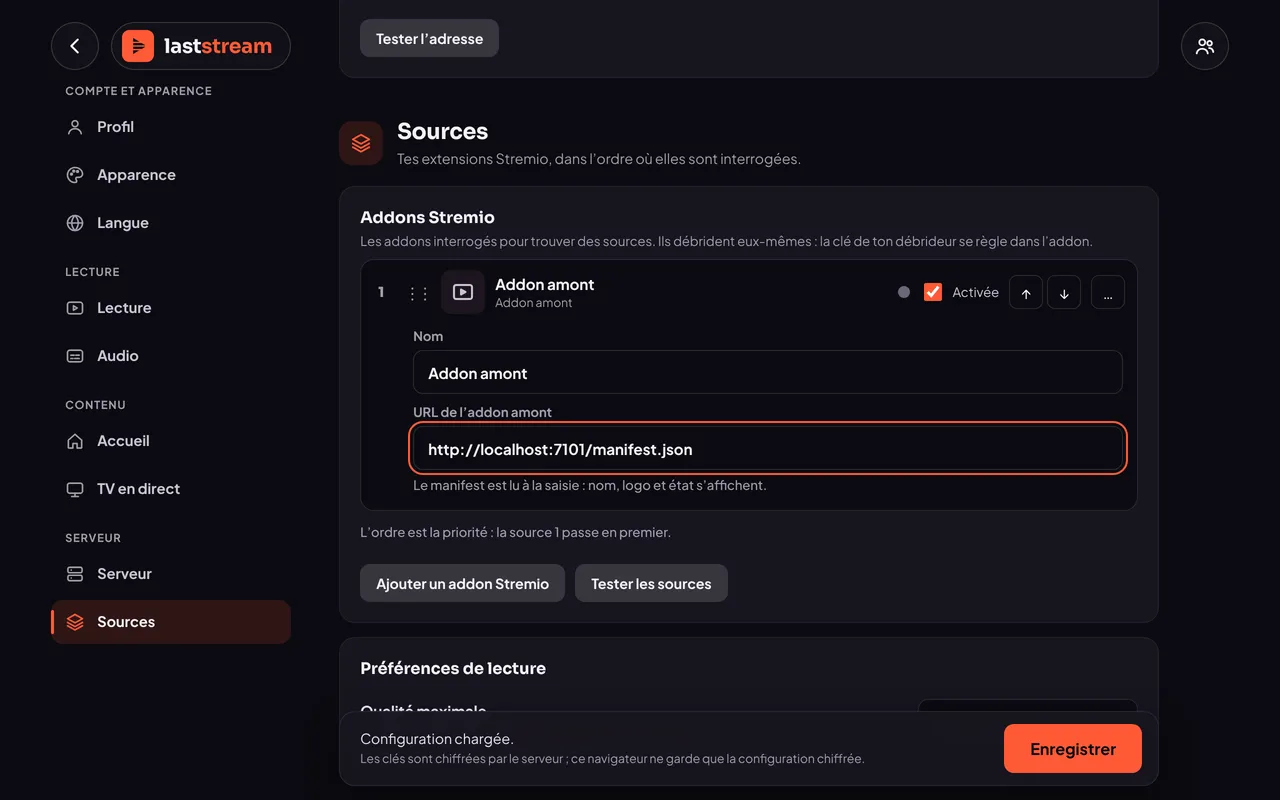 laststream
COMPTE ET APPARENCE
Profil
Apparence
Langue
LECTURE
Lecture
Audio
CONTENU
Accueil
TV en direct
SERVEUR
Serveur
Sources
Tester l’adresse
Sources
Tes extensions Stremio, dans l’ordre où elles sont interrogées.
Addons Stremio
Les addons interrogés pour trouver des sources. Ils débrident eux-mêmes : la clé de ton débrideur se règle dans l’addon.
1
Addon amont
Addon amont
Activée
...
Nom
Addon amont
URL de l’addon amont
http://localhost:7101/manifest.json
Le manifest est lu à la saisie : nom, logo et état s’affichent.
L’ordre est la priorité : la source 1 passe en premier.
Ajouter un addon Stremio
Tester les sources
Préférences de lecture
Qualité maximale
Configuration chargée.
Les clés sont chiffrées par le serveur ; ce navigateur ne garde que la configuration chiffrée.
Enregistrer